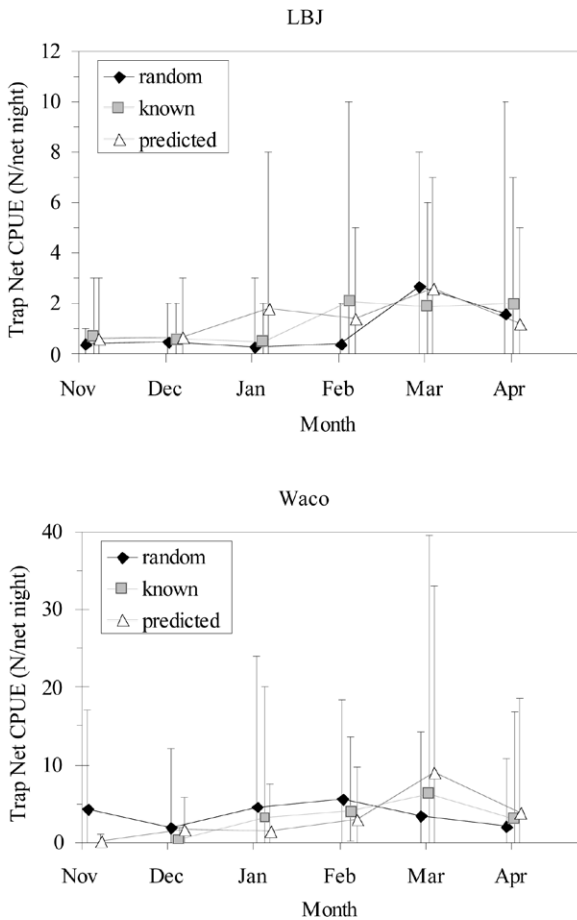 LBJ
Trap Net CPUE (N/net night)
12
10
8
6
4
2
0
random
known
predicted
Nov Dec Jan Feb Mar Apr
Month
Waco
Trap Net CPUE (N/net night)
40
30
20
10
0
random
known
predicted
Nov Dec Jan Feb Mar Apr
Month